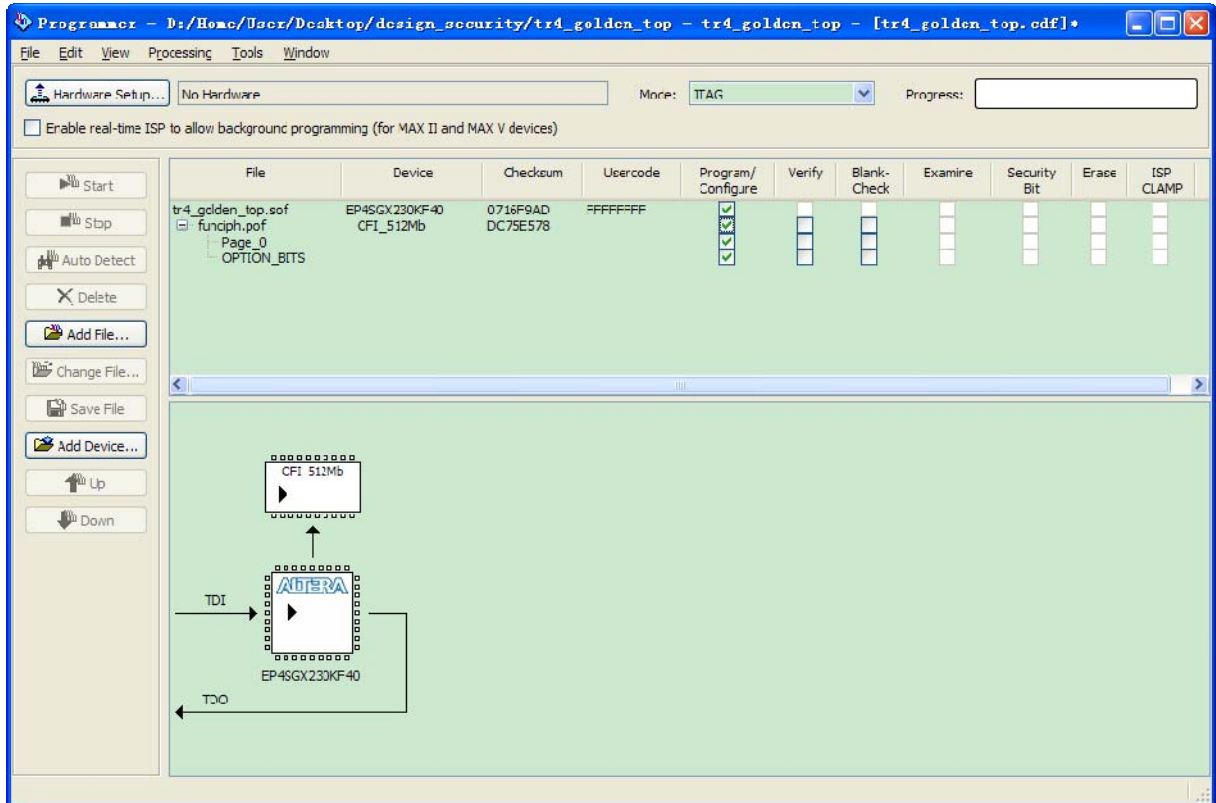 Programmer - D:/Home/User/Desktop/design_security/tr4_golden_top - tr4_golden_top - [tr4_golden_top.cdf]*
File Edit View Processing Tools Window
Hardware Setup... No Hardware Mode: JTAG Progress:
Enable real-time ISP to allow background programming (for MAX II and MAX V devices)
File Device Checksum Usercode Program/ Configure Verify Blank- Check Examine Security Bit Erase ISP CLAMP
tr4_golden_top.sof EP4SGX230KF40 0716F9AD FFFFFFFF
funciph.pof CFI_512Mb DC75E578
Page_0
OPTION_BITS
Start
Stop
Auto Detect
Delete
Add File...
Change File...
Save File
Add Device...
Up
Down
CFI_512Mb
ALTERA
TDI
EP4SGX230KF40
TDO